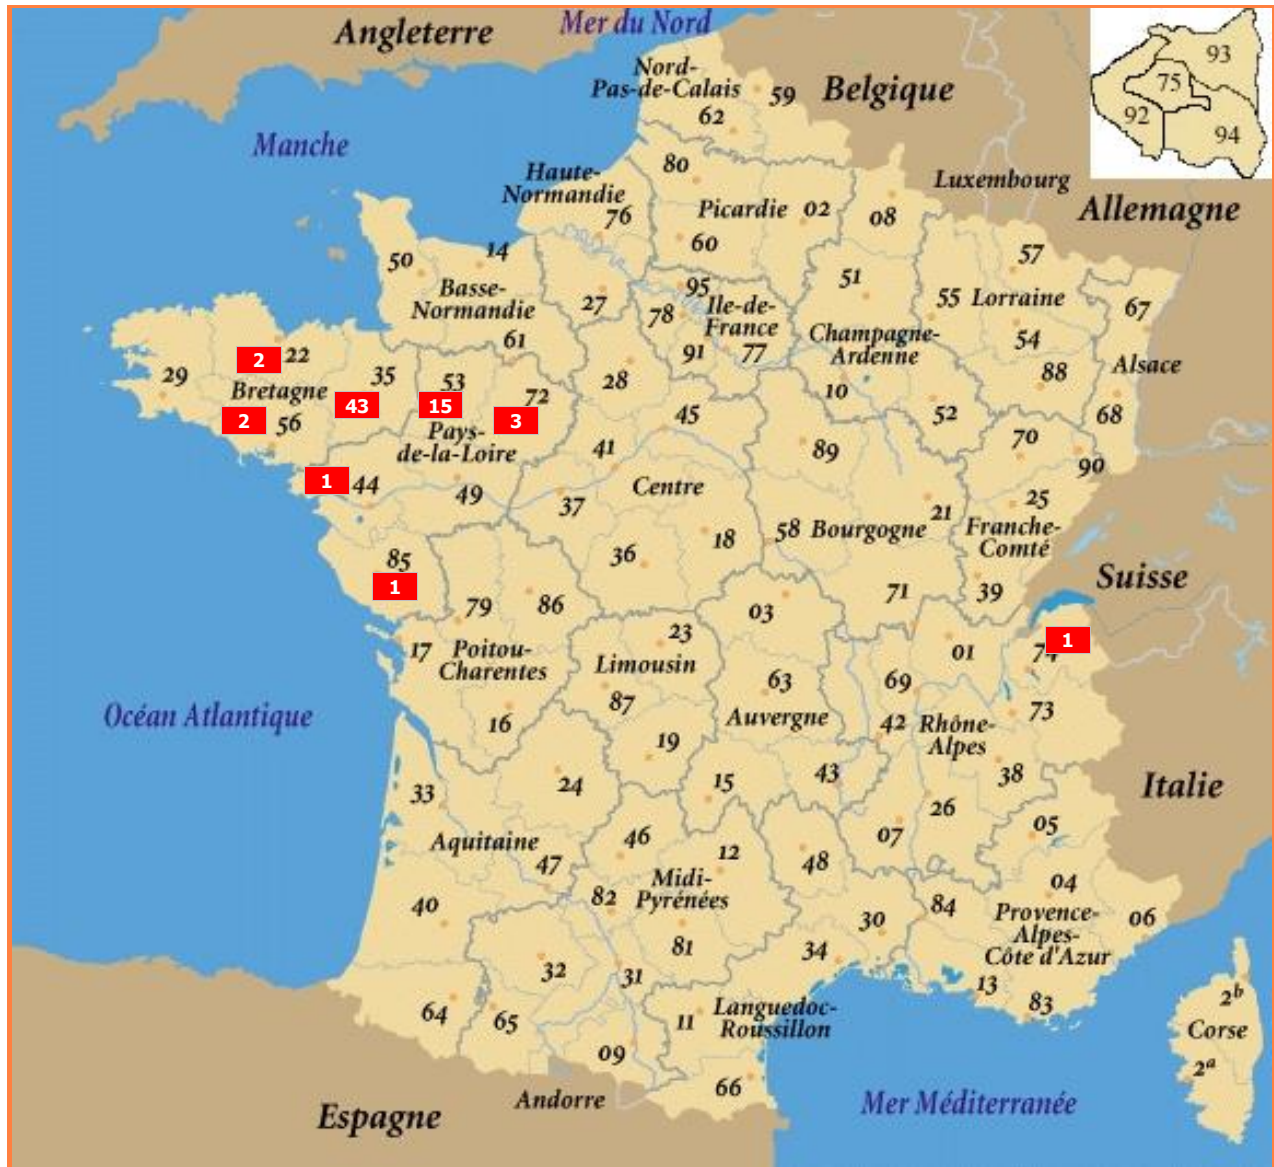 Mer du Nord
Angleterre
93
75
92
94
Nord-
Pas-de-Calais
59
Belgique
62
Manche
80
Haute-
Normandie
Luxembourg
Allemagne
76
Picardie
02
08
60
50
14
57
51
95
Basse-
Normandie
27
78
Ile-de-
France
55
Lorraine
67
61
Champagne-
Ardenne
54
91
77
Alsace
2
22
29
35
53
28
88
Bretagne
72
10
43
15
3
45
52
68
2
56
Pays-
de-la-Loire
41
89
70
90
1
44
49
Centre
37
25
21
58
Bourgogne
Franche-
Comté
18
36
85
1
Suisse
71
39
79
86
03
23
1
74
17
Poitou-
Charentes
Limousin
01
63
69
87
73
Océan Atlantique
Auvergne
16
42
Rhône-
Alpes
19
43
38
15
24
33
Italie
26
05
46
07
Aquitaine
12
48
47
Midi-
Pyrénées
04
82
40
84
Provence-
Alpes-
Côte d'Azur
06
30
81
34
32
31
13
2b
83
64
65
11
Languedoc-
Roussillon
Corse
09
2a
66
Andorre
Mer Méditerranée
Espagne